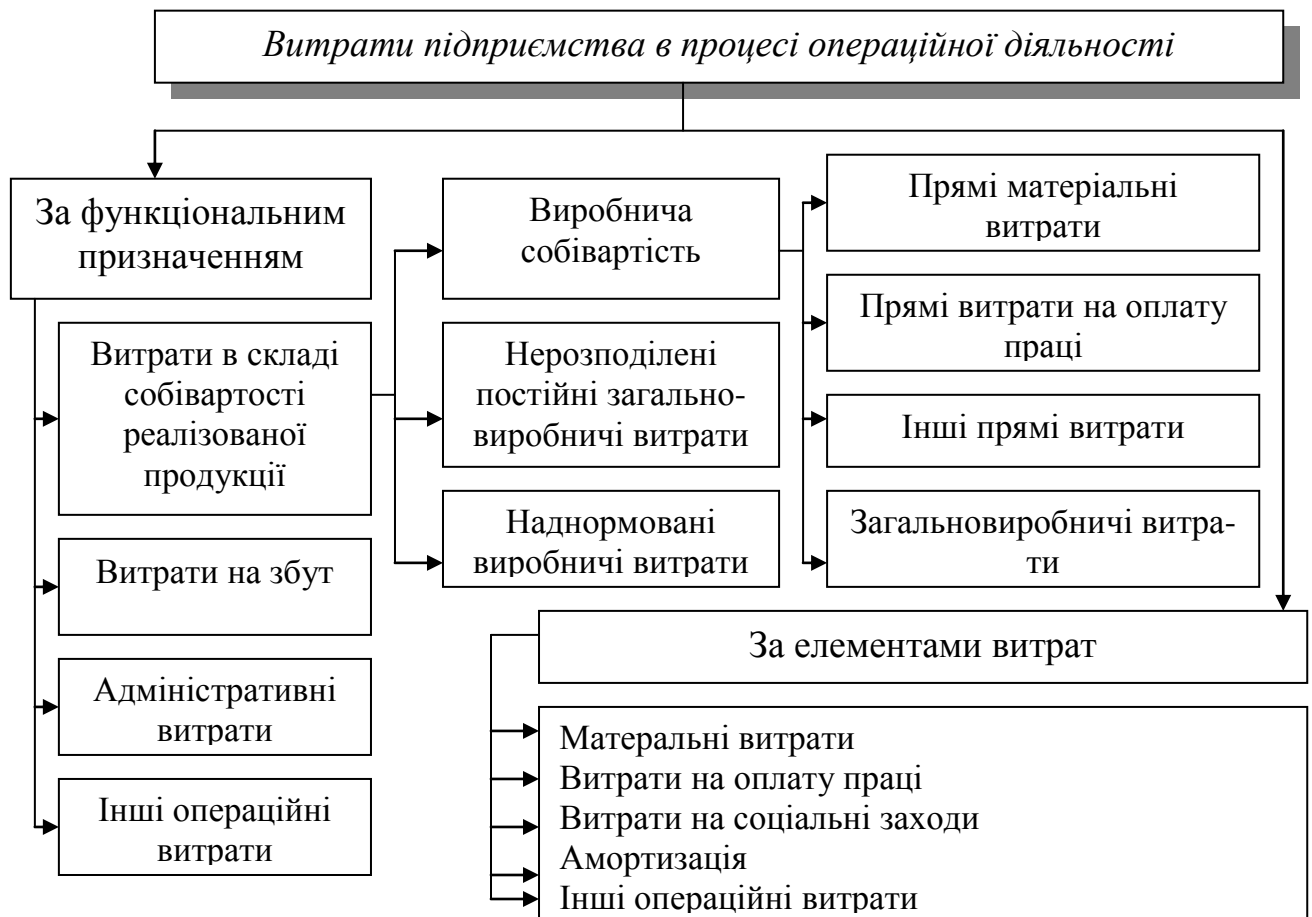 Витрати підприємства в процесі операційної діяльності
За функціональним
призначенням
Витрати в складі
собівартості
реалізованої
продукції
Витрати на збут
Адміністративні
витрати
Інші операційні
витрати
Виробнича
собівартість
Нерозподілені
постійні загально-
виробничі витрати
Наднормовані
виробничі витрати
Прямі матеріальні
витрати
Прямі витрати на оплату
праці
Інші прямі витрати
Загальновиробничі витра-
ти
За елементами витрат
Матеральні витрати
Витрати на оплату праці
Витрати на соціальні заходи
Амортизація
Інші операційні витрати